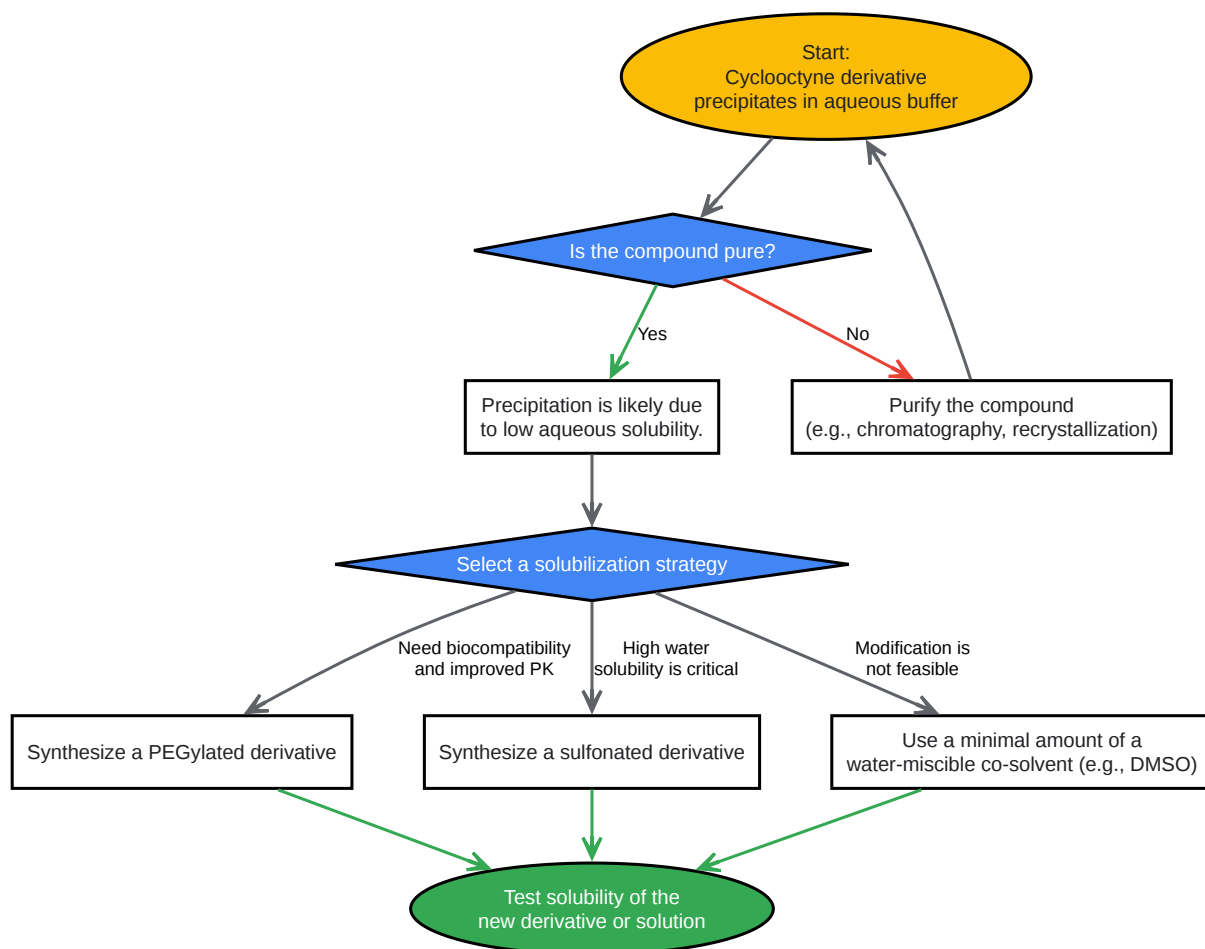 Start:
Cyclooctyne derivative
precipitates in aqueous buffer
Is the compound pure?
Yes
No
Precipitation is likely due
to low aqueous solubility.
Purify the compound
(e.g., chromatography, recrystallization)
Select a solubilization strategy
Need biocompatibility
and improved PK
High water
solubility is critical
Modification is
not feasible
Synthesize a PEGylated derivative
Synthesize a sulfonated derivative
Use a minimal amount of a
water-miscible co-solvent (e.g., DMSO)
Test solubility of the
new derivative or solution